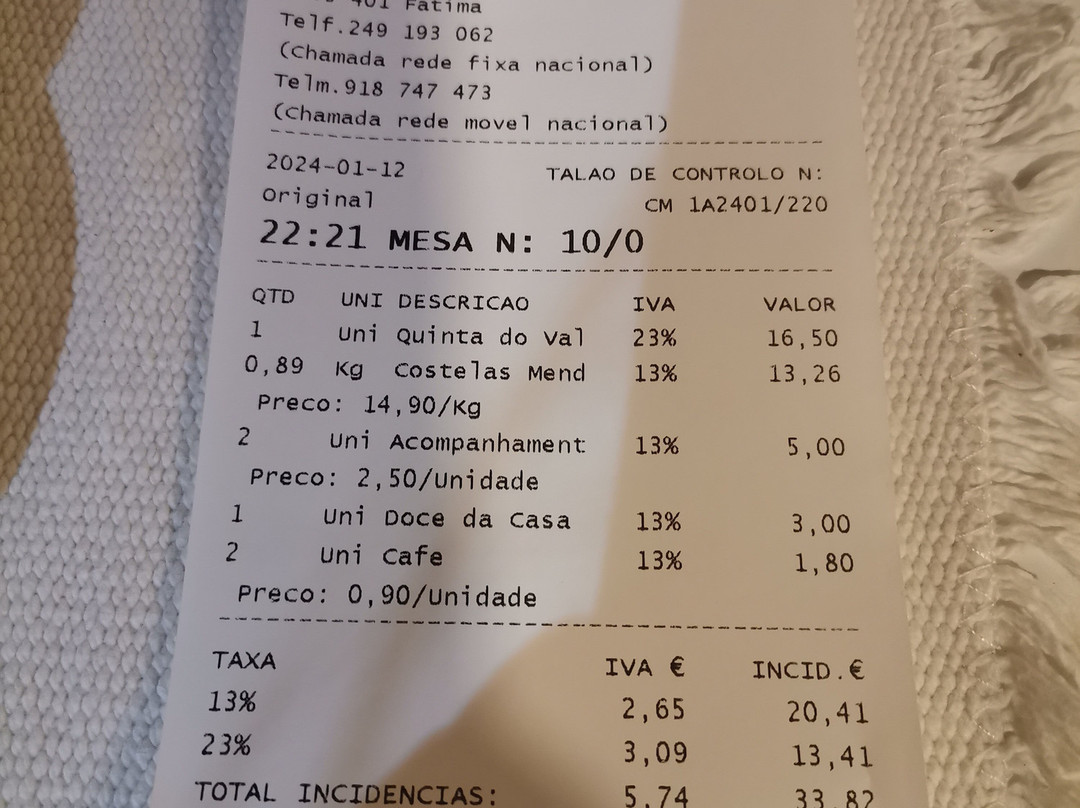 401 Fatima
Telf.249 193 062
(Chamada rede fixa nacional)
Telm.918 747 473
(Chamada rede movel nacional)
2024-01-12 TALAO DE CONTROLO N:
Original CM 1A2401/220
22:21 MESA N: 10/0
QTD UNI DESCRICAO IVA VALOR
1 Uni Quinta do Val 23% 16,50
0,89 Kg Costelas Mend 13% 13,26
Preco: 14,90/Kg
2 Uni Acompanhament 13% 5,00
Preco: 2,50/Unidade
1 Uni Doce da Casa 13% 3,00
2 Uni Cafe 13% 1,80
Preco: 0,90/Unidade
TAXA IVA € INCID.€
13% 2,65 20,41
23% 3,09 13,41
TOTAL INCIDENCIAS: 5,74 33,82